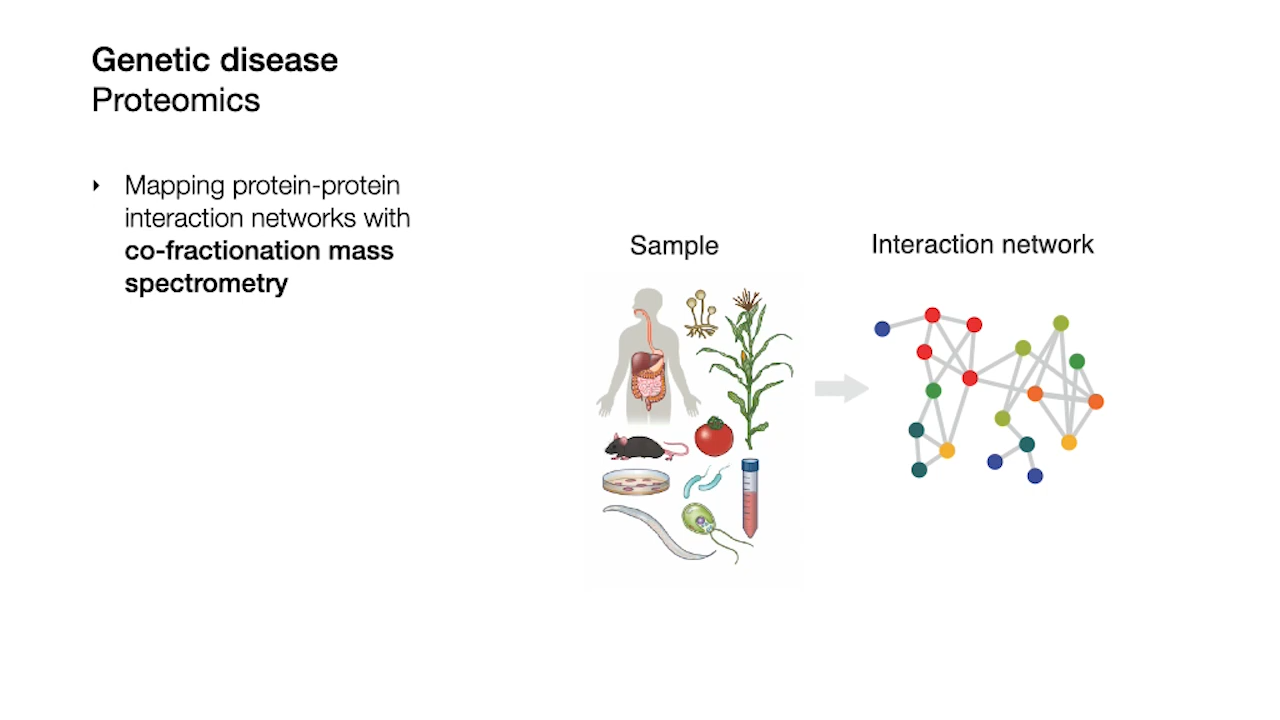 Genetic disease
Proteomics
Mapping protein-protein
interaction networks with
co-fractionation mass
spectrometry
Sample
Interaction network